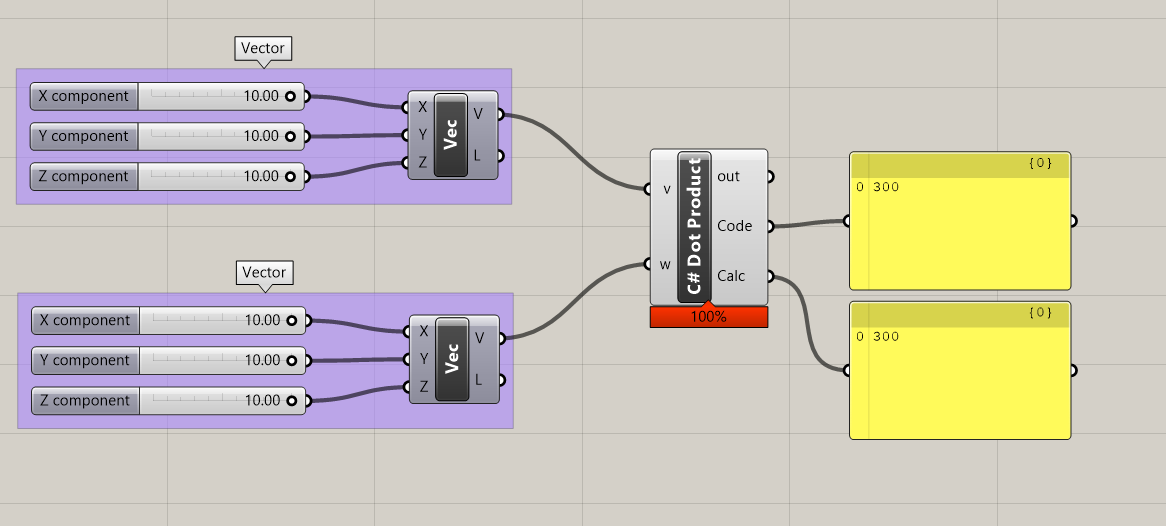 Vector
X component 10.00
Y component 10.00
Z component 10.00
X
Y
Z
Vec
V
L
Vector
X component 10.00
Y component 10.00
Z component 10.00
X
Y
Z
Vec
V
L
v
w
C# Dot Product
out
Code
Calc
100%
{0}
0 300
{0}
0 300